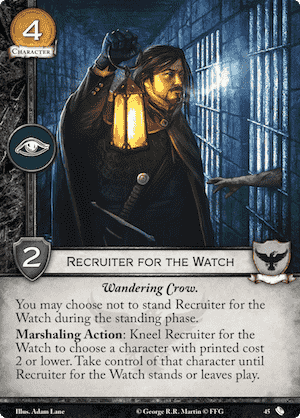 4
CHARACTER
2
RECRUITER FOR THE WATCH
Wandering Crow.
You may choose not to stand Recruiter for the
Watch during the standing phase.
Marshaling Action: Kneel Recruiter for the
Watch to choose a character with printed cost
2 or lower. Take control of that character until
Recruiter for the Watch stands or leaves play.
Illus. Adam Lane © George R.R. Martin © FFG 45